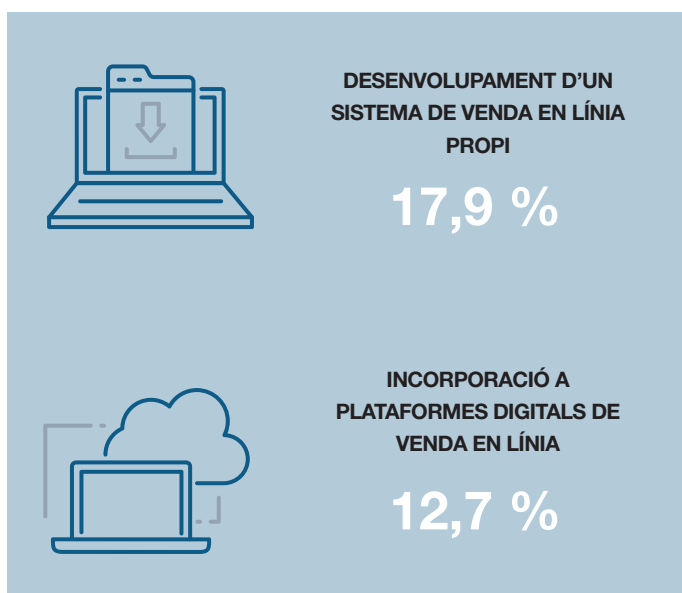 DESENVOLUPAMENT D’UN
SISTEMA DE VENDA EN LÍNIA
PROPI
17,9 %
INCORPORACIÓ A
PLATAFORMES DIGITALS DE
VENDA EN LÍNIA
12,7 %